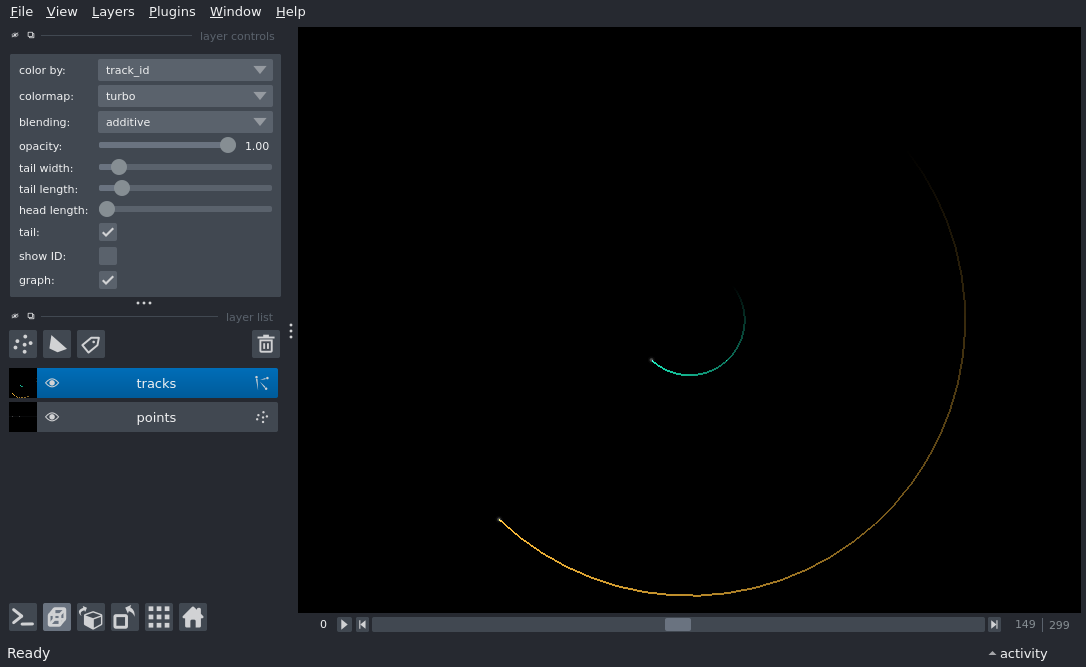 File View Layers Plugins Window Help
layer controls
color by: track_id
colormap: turbo
blending: additive
opacity: 1.00
tail width:
tail length:
head length:
tail:
show ID:
graph:
layer list
tracks
points
0 149 299
Ready activity